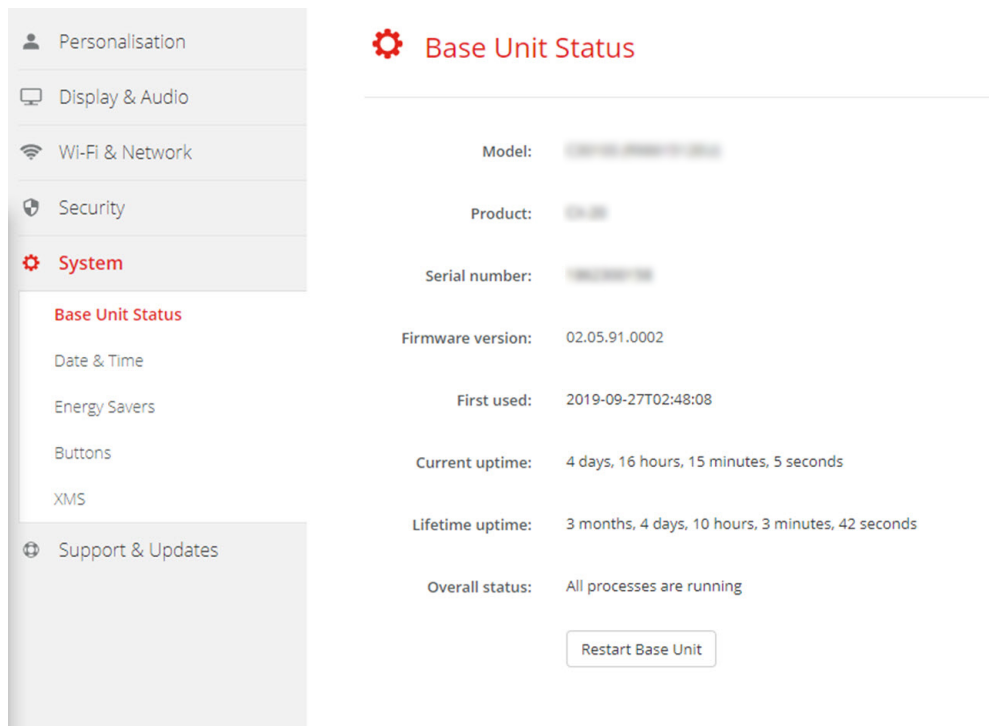 Personalisation
Display & Audio
Wi-Fi & Network
Security
System
Base Unit Status
Date & Time
Energy Savers
Buttons
XMS
Support & Updates
Base Unit Status
Model:
Product:
Serial number:
Firmware version: 02.05.91.0002
First used: 2019-09-27T02:48:08
Current uptime: 4 days, 16 hours, 15 minutes, 5 seconds
Lifetime uptime: 3 months, 4 days, 10 hours, 3 minutes, 42 seconds
Overall status: All processes are running
Restart Base Unit